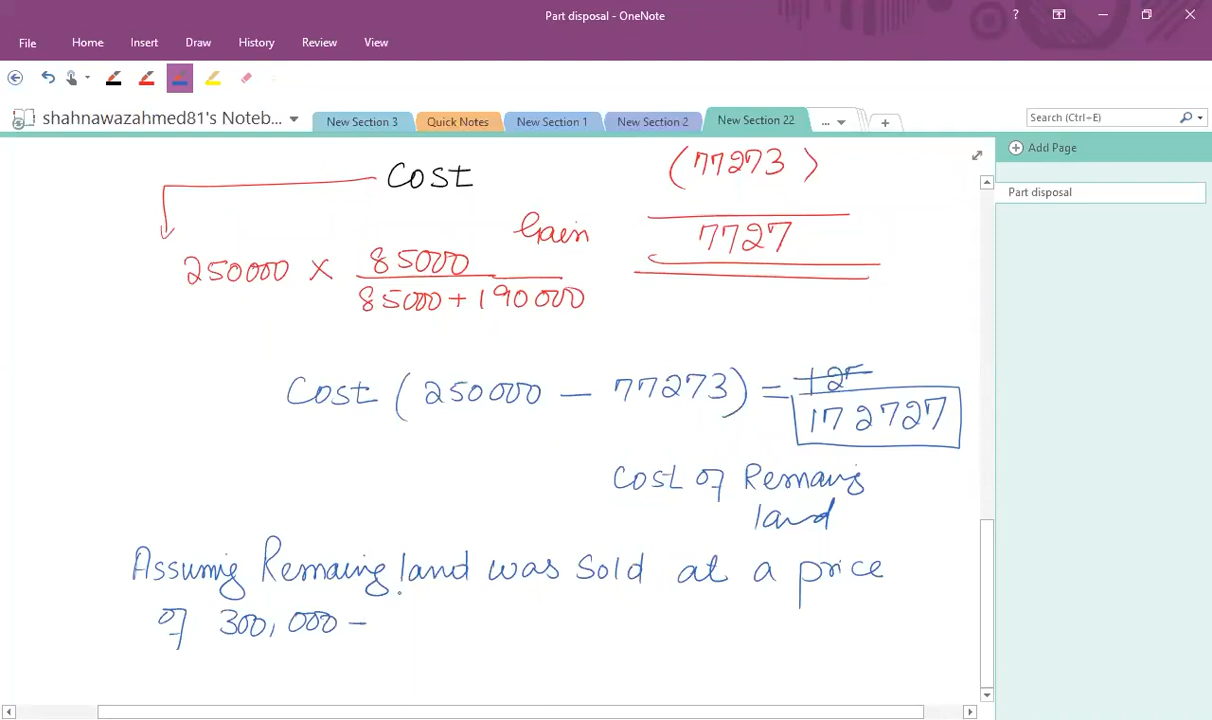 Part disposal - OneNote
?
File Home Insert Draw History Review View
shahnawazahmed81's Noteb... New Section 3 Quick Notes New Section 1 New Section 2 New Section 22 ... + Search (Ctrl+E)
Add Page
Part disposal
Cost (77273)
Gain 7727
250000 × 85000
85000 + 190000
Cost (250000 - 77273) = 12
172727
Cost of Remaing
land
Assumig Remaing land was sold at a price
of 300,000 -